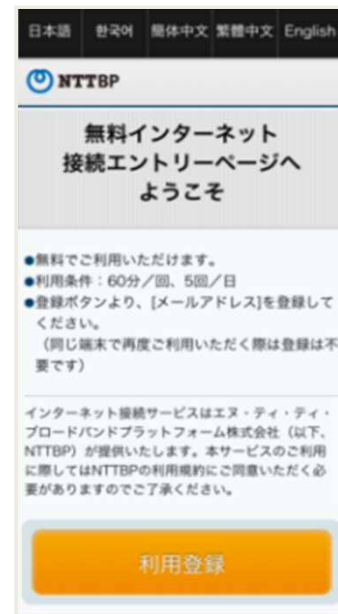 日本語 한국어 簡体中文 繁體中文 English
NTTBP
無料インターネット
接続エントリーページへ
ようこそ
●無料でご利用いただけます。
●利用条件：60分／回、5回／日
●登録ボタンより、[メールアドレス]を登録して
ください。
（同じ端末で再度ご利用いただく際は登録は不
要です）
インターネット接続サービスはエヌ・ティ・ティ・
ブロードバンドプラットフォーム株式会社（以下、
NTTBP）が提供いたします。本サービスのご利用
に際してはNTTBPの利用規約にご同意いただく必
要がありますのでご了承ください。
利用登録